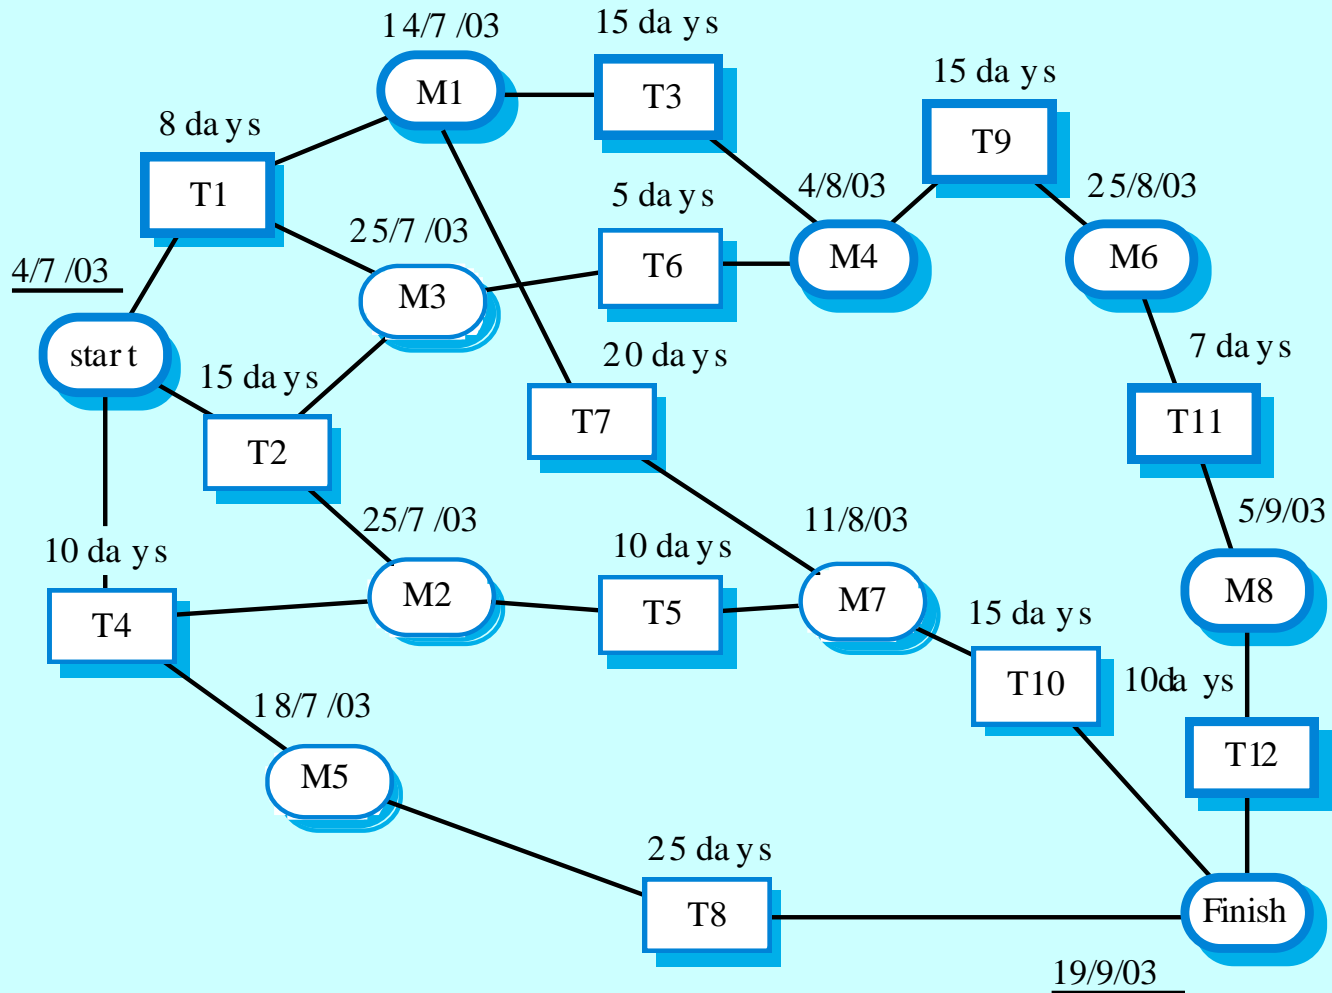 14/7 /03
15 days
M1
T3
15 days
8 days
T9
T1
5 days
4/8/03
25/8/03
25/7 /03
4/7 /03
M3
T6
M4
M6
start
15 days
20 days
7 days
T2
T7
T11
25/7 /03
11/8/03
5/9/03
10 days
10 days
M2
M7
M8
T4
T5
15 days
T10
10da ys
18/7 /03
M5
T12
25 days
T8
Finish
19/9/03